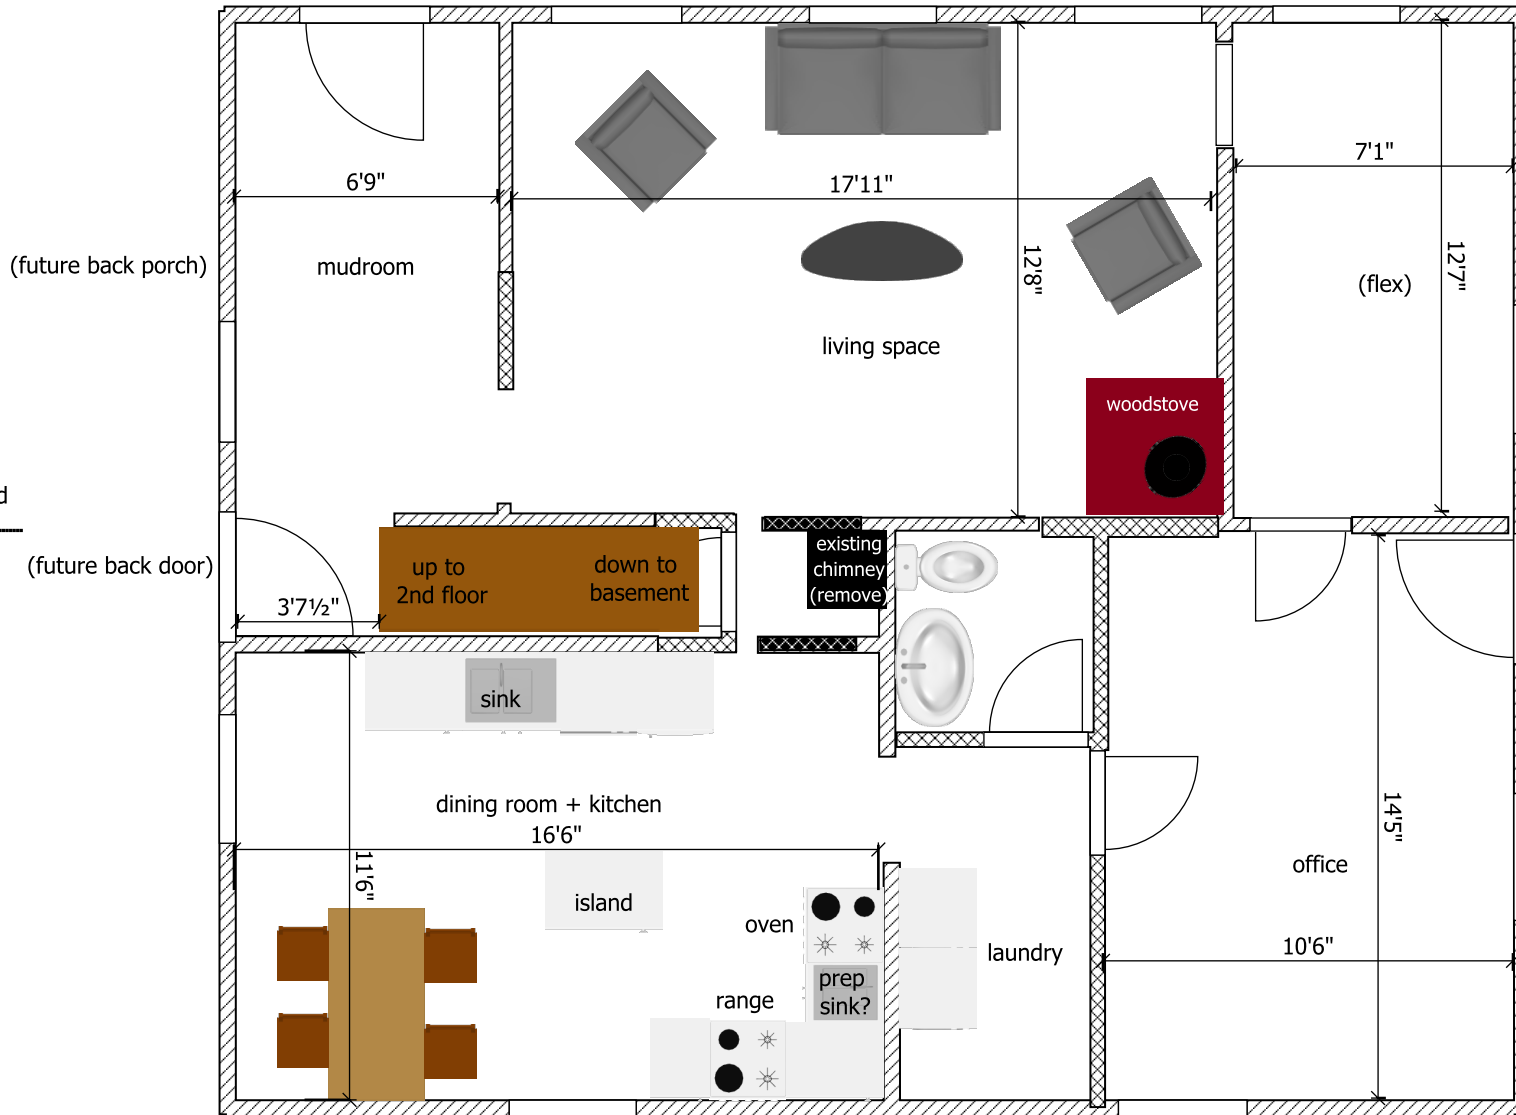 7'1"
6'9"
17'11"
(future back porch)
mudroom
12'8"
12'7"
(flex)
living space
woodstove
d
existing
chimney
(remove)
(future back door)
up to
2nd floor
down to
basement
3'7½"
sink
dining room + kitchen
16'6"
11'6"
14'5"
office
island
oven
laundry
10'6"
prep
sink?
range